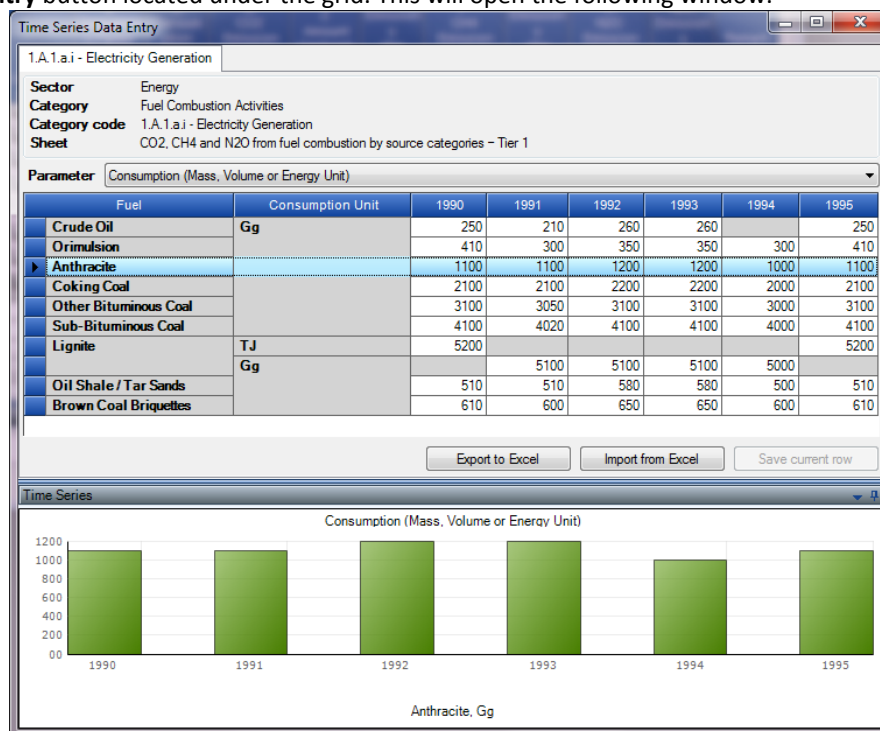 ntry button located under the grid. This will open the following window:
Time Series Data Entry
1.A.1.a.i - Electricity Generation
Sector Energy
Category Fuel Combustion Activities
Category code 1.A.1.a.i - Electricity Generation
Sheet CO2, CH4 and N2O from fuel combustion by source categories - Tier 1
Parameter Consumption (Mass, Volume or Energy Unit)
Fuel Consumption Unit 1990 1991 1992 1993 1994 1995
Crude Oil Gg 250 210 260 260 250
Orimulsion 410 300 350 350 300 410
Anthracite 1100 1100 1200 1200 1000 1100
Coking Coal 2100 2100 2200 2200 2000 2100
Other Bituminous Coal 3100 3050 3100 3100 3000 3100
Sub-Bituminous Coal 4100 4020 4100 4100 4000 4100
Lignite TJ 5200 5200
Gg 5100 5100 5100 5000
Oil Shale / Tar Sands 510 510 580 580 500 510
Brown Coal Briquettes 610 600 650 650 600 610
Export to Excel Import from Excel Save current row
Time Series
Consumption (Mass, Volume or Energy Unit)
1200
1000
800
600
400
200
00
1990 1991 1992 1993 1994 1995
Anthracite, Gg